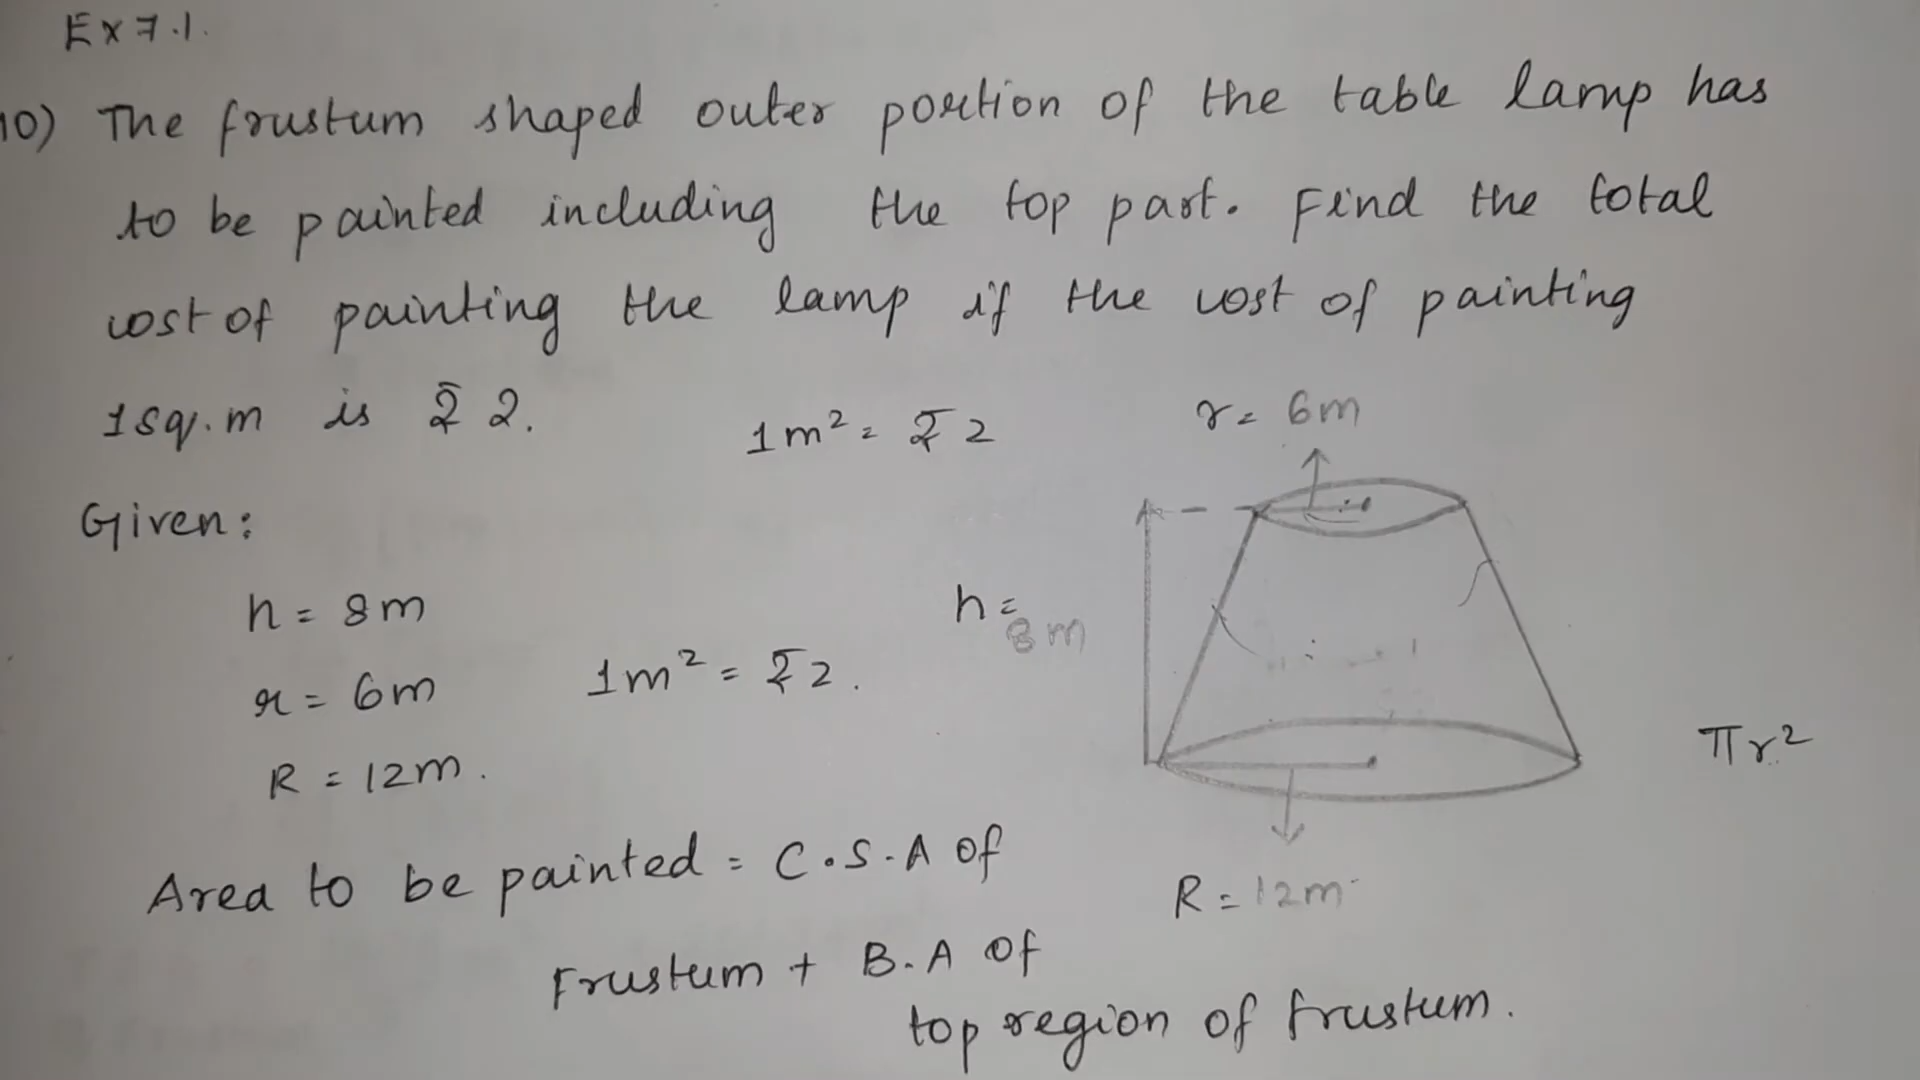 Ex 7.1.
10) The frustum shaped outer portion of the table lamp has
to be painted including the top part. Find the total
cost of painting the lamp if the cost of painting
1sq.m is ₹ 2.
1m² = ₹ 2
r = 6m
Given:
h = 8m
h = 8m
r = 6m
1m² = ₹2.
R = 12m.
πr²
Area to be painted = C.S.A of
R = 12m
Frustum + B.A of
top region of frustum.